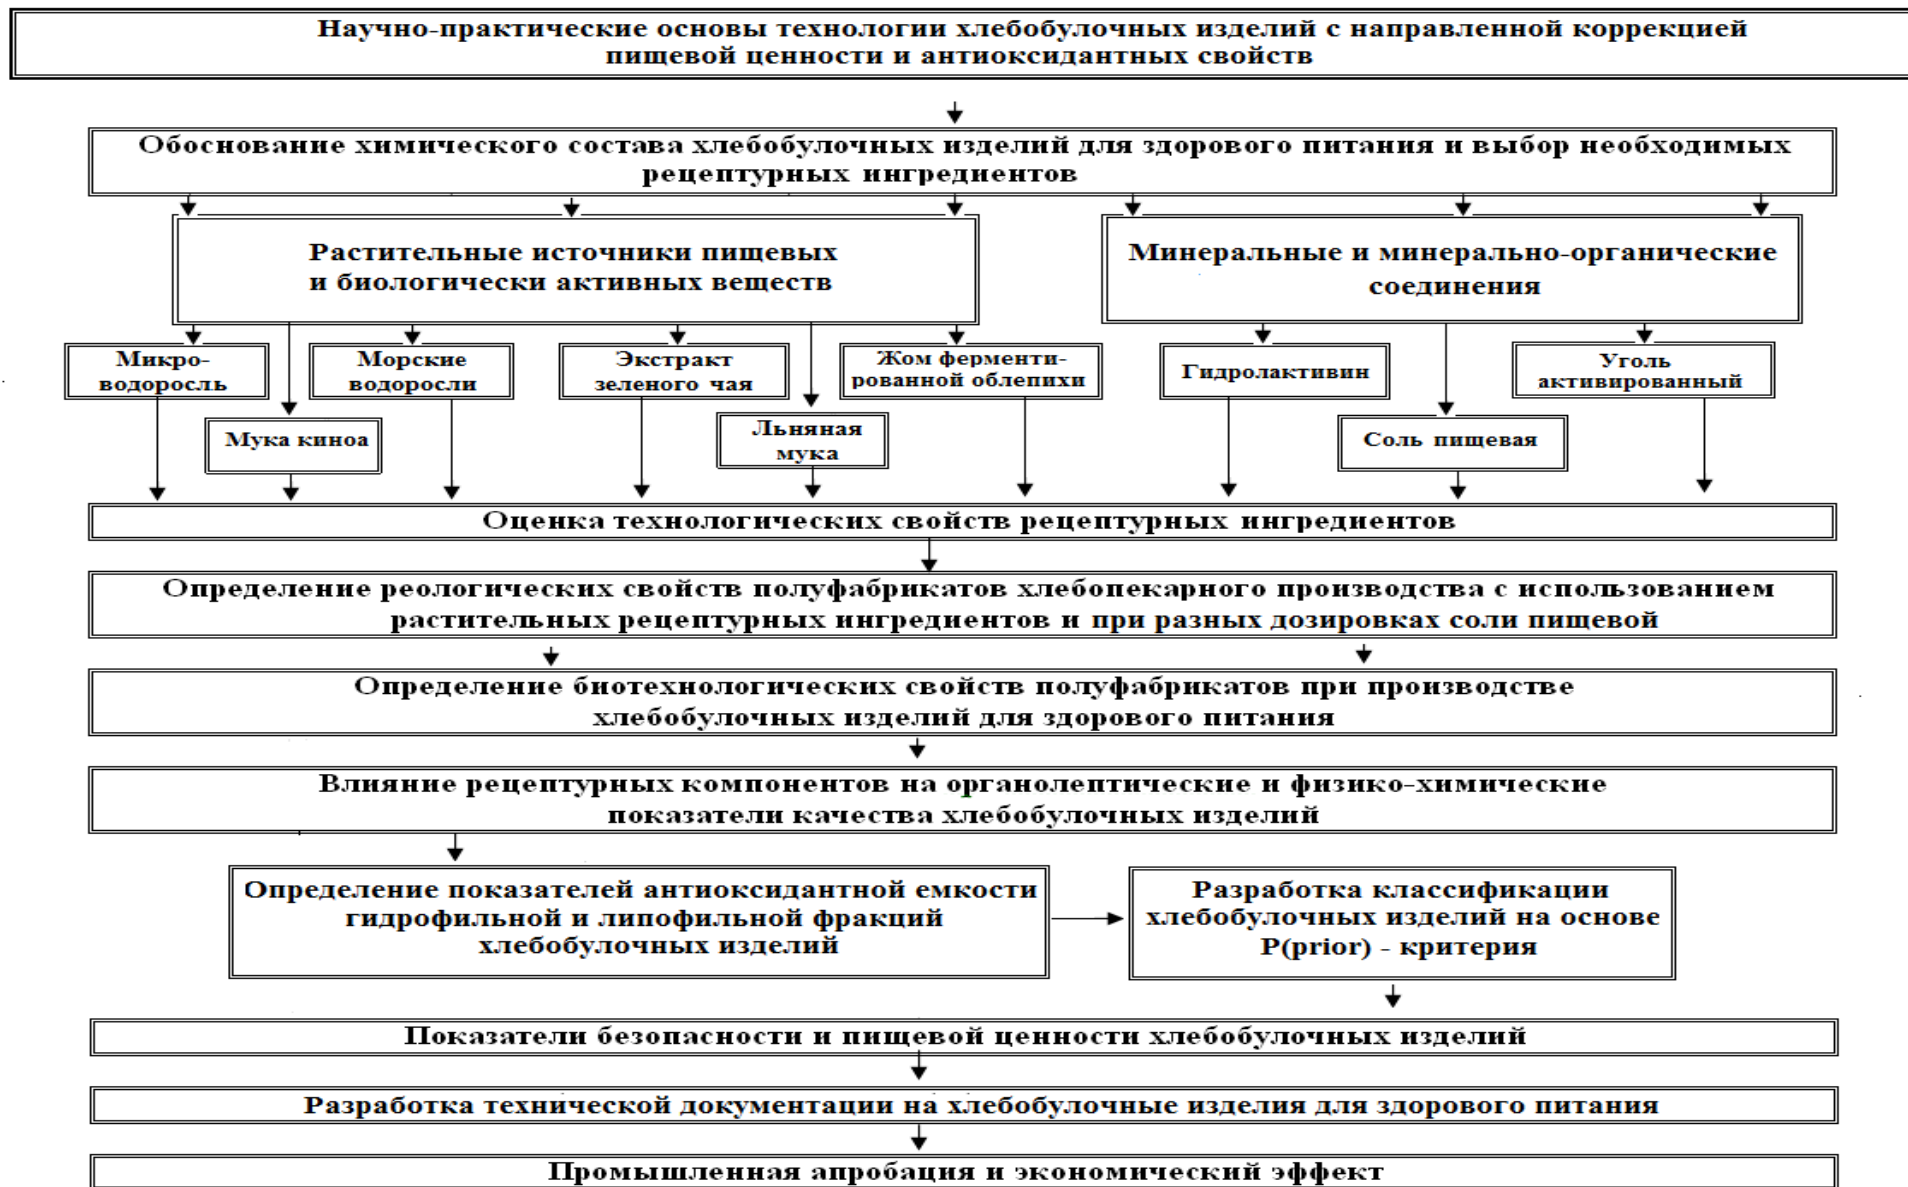 Научно-практические основы технологии хлебобулочных изделий с направленной коррекцией
пищевой ценности и антиоксидантных свойств
Обоснование химического состава хлебобулочных изделий для здорового питания и выбор необходимых
рецептурных ингредиентов
Растительные источники пищевых
и биологически активных веществ
Минеральные и минерально-органические
соединения
Микро-
водоросль
Морские
водоросли
Экстракт
зеленого чая
Жом ферменти-
рованной облепихи
Гидролактивин
Уголь
активированный
Мука киноа
Льняная
мука
Соль пищевая
Оценка технологических свойств рецептурных ингредиентов
Определение реологических свойств полуфабрикатов хлебопекарного производства с использованием
растительных рецептурных ингредиентов и при разных дозировках соли пищевой
Определение биотехнологических свойств полуфабрикатов при производстве
хлебобулочных изделий для здорового питания
Влияние рецептурных компонентов на органолептические и физико-химические
показатели качества хлебобулочных изделий
Определение показателей антиоксидантной емкости
гидрофильной и липофильной фракций
хлебобулочных изделий
Разработка классификации
хлебобулочных изделий на основе
P(prior) - критерия
Показатели безопасности и пищевой ценности хлебобулочных изделий
Разработка технической документации на хлебобулочные изделия для здорового питания
Промышленная апробация и экономический эффект